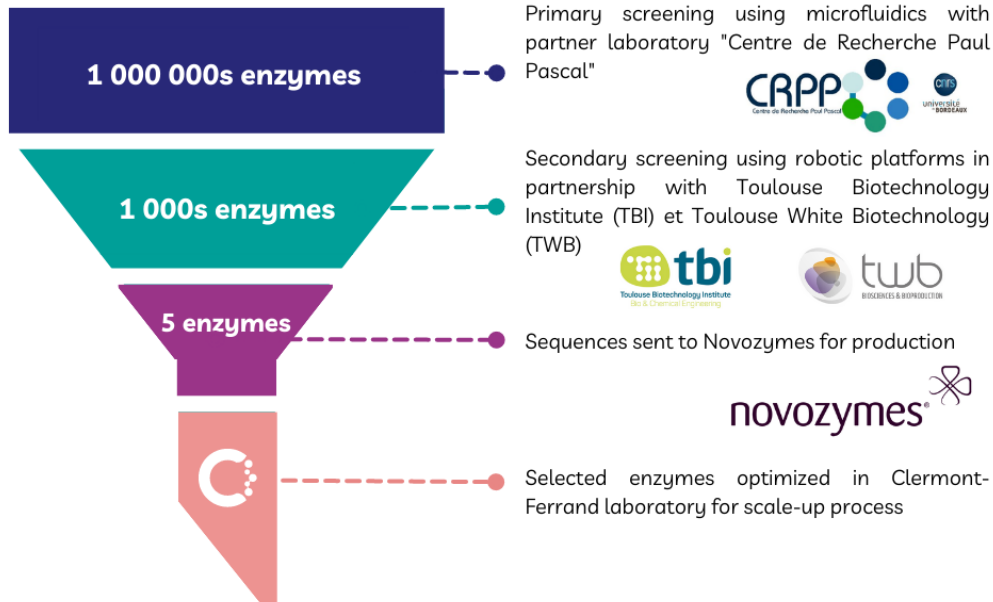 1 000 000s enzymes
Primary screening using microfluidics with
partner laboratory "Centre de Recherche Paul
Pascal"
CRPP
Centre de Recherche Paul Pascal
cnrs
université
de BORDEAUX
1 000s enzymes
Secondary screening using robotic platforms in
partnership with Toulouse Biotechnology
Institute (TBI) et Toulouse White Biotechnology
(TWB)
tbi
Toulouse Biotechnology Institute
Bio & Chemical Engineering
twb
BIOSCIENCES & BIOPRODUCTION
5 enzymes
Sequences sent to Novozymes for production
novozymes®
Selected enzymes optimized in Clermont-
Ferrand laboratory for scale-up process